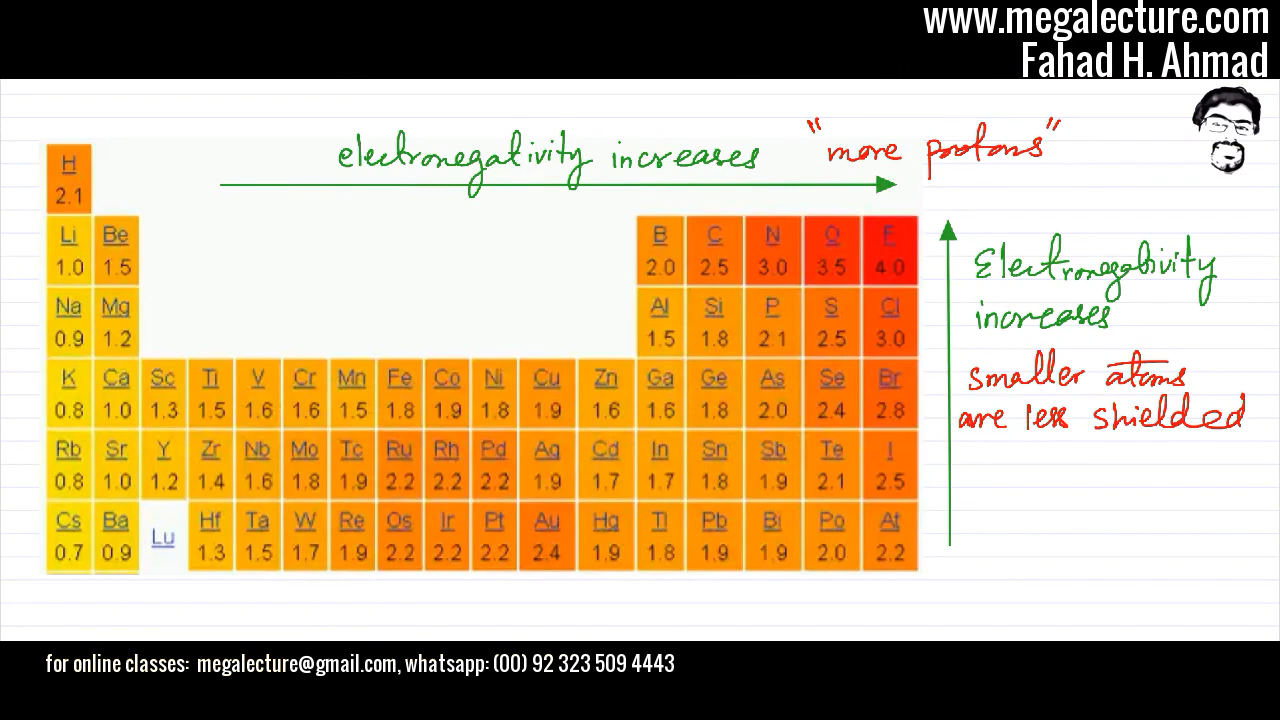 www.megalecture.com
Fahad H. Ahmad
electronegativity increases "more protons"
H
2.1
Li Be B C N O F
1.0 1.5 2.0 2.5 3.0 3.5 4.0
Na Mg Al Si P S Cl
0.9 1.2 1.5 1.8 2.1 2.5 3.0
K Ca Sc Ti V Cr Mn Fe Co Ni Cu Zn Ga Ge As Se Br
0.8 1.0 1.3 1.5 1.6 1.6 1.5 1.8 1.9 1.8 1.9 1.6 1.6 1.8 2.0 2.4 2.8
Rb Sr Y Zr Nb Mo Tc Ru Rh Pd Ag Cd In Sn Sb Te I
0.8 1.0 1.2 1.4 1.6 1.8 1.9 2.2 2.2 2.2 1.9 1.7 1.7 1.8 1.9 2.1 2.5
Cs Ba Lu Hf Ta W Re Os Ir Pt Au Hg Tl Pb Bi Po At
0.7 0.9 1.3 1.5 1.7 1.9 2.2 2.2 2.2 2.4 1.9 1.8 1.9 1.9 2.0 2.2
Electronegativity
increases
smaller atoms
are less shielded
for online classes: megalecture@gmail.com, whatsapp: (00) 92 323 509 4443